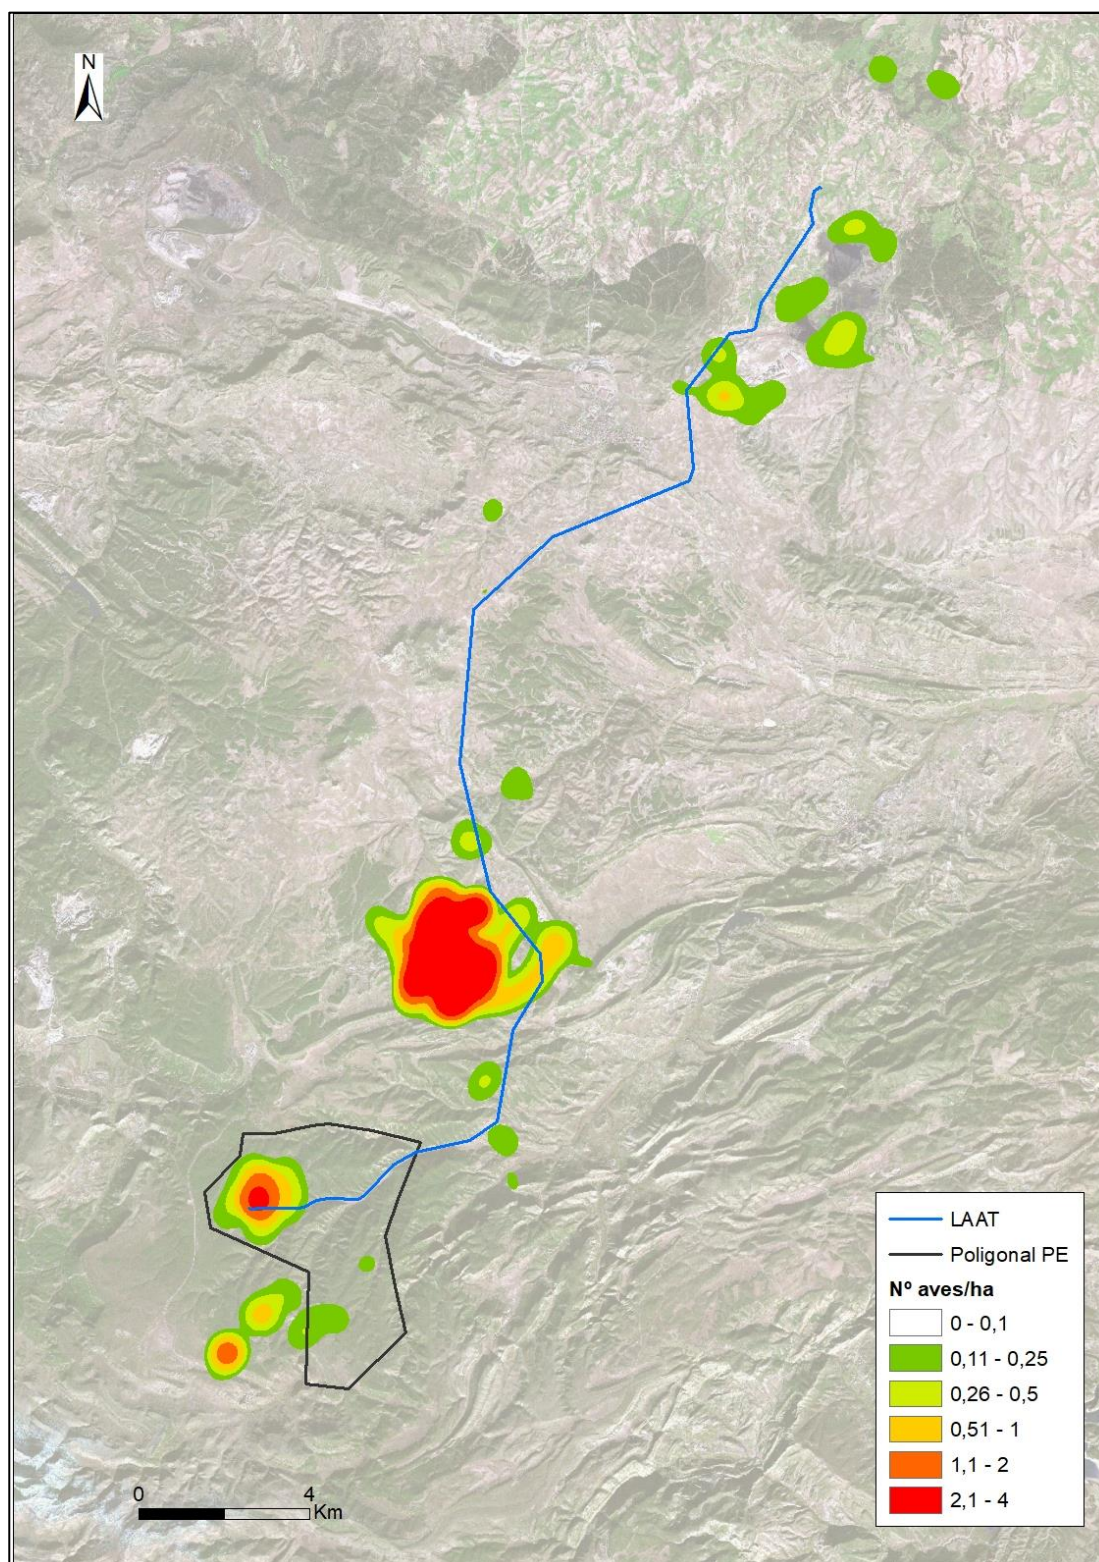 N
LAAT
Poligonal PE
Nº aves/ha
0 - 0,1
0,11 - 0,25
0,26 - 0,5
0,51 - 1
1,1 - 2
2,1 - 4
0 4
Km